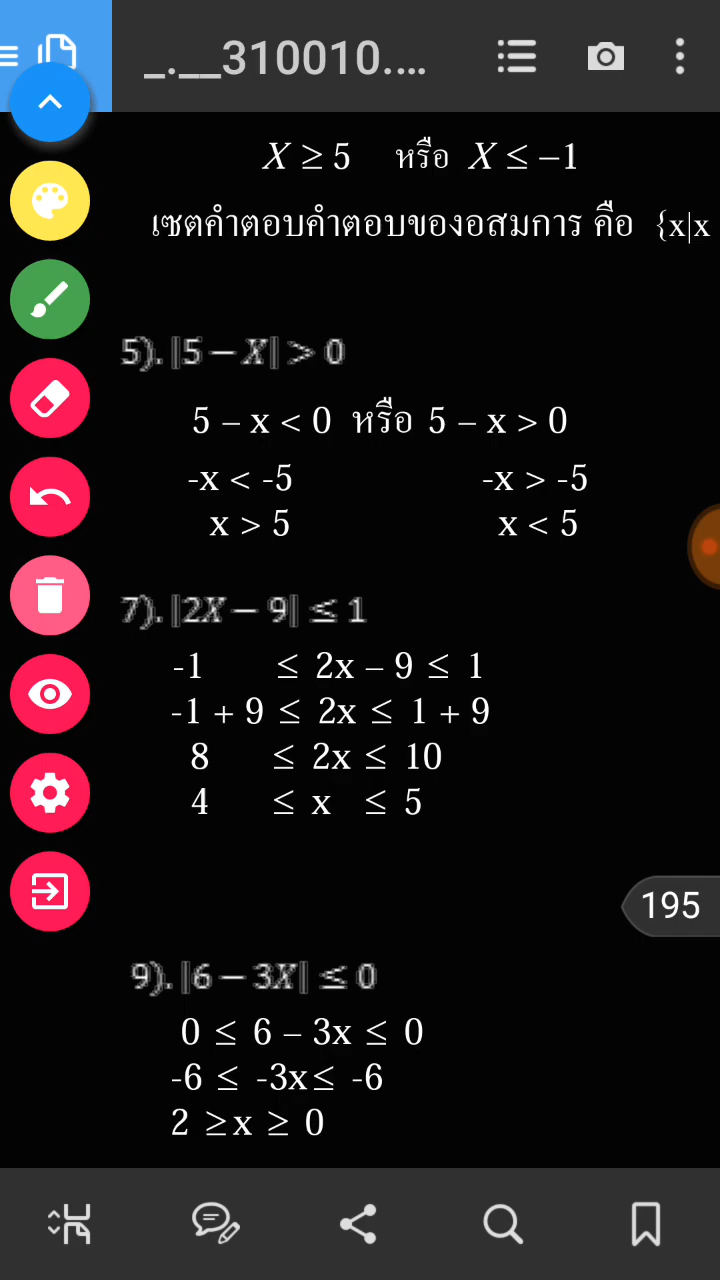 _.__310010....
X ≥ 5 หรือ X ≤ −1
เซตคำตอบคำตอบของอสมการ คือ {x|x
5). |5 − X| > 0
5 – x < 0 หรือ 5 – x > 0
-x < -5 -x > -5
x > 5 x < 5
7). |2X − 9| ≤ 1
-1 ≤ 2x – 9 ≤ 1
-1 + 9 ≤ 2x ≤ 1 + 9
8 ≤ 2x ≤ 10
4 ≤ x ≤ 5
195
9). |6 − 3X| ≤ 0
0 ≤ 6 – 3x ≤ 0
-6 ≤ -3x≤ -6
2 ≥x ≥ 0